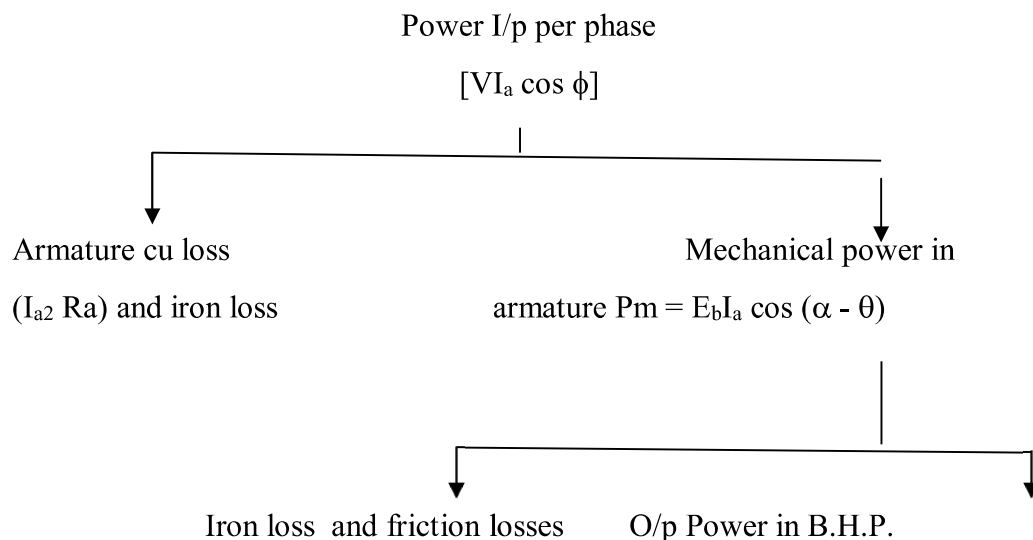 Power I/p per phase
[VIₐ cos ϕ]
Armature cu loss
(Iₐ₂ Ra) and iron loss
Mechanical power in
armature Pm = E_bIₐ cos (α - θ)
Iron loss and friction losses
O/p Power in B.H.P.